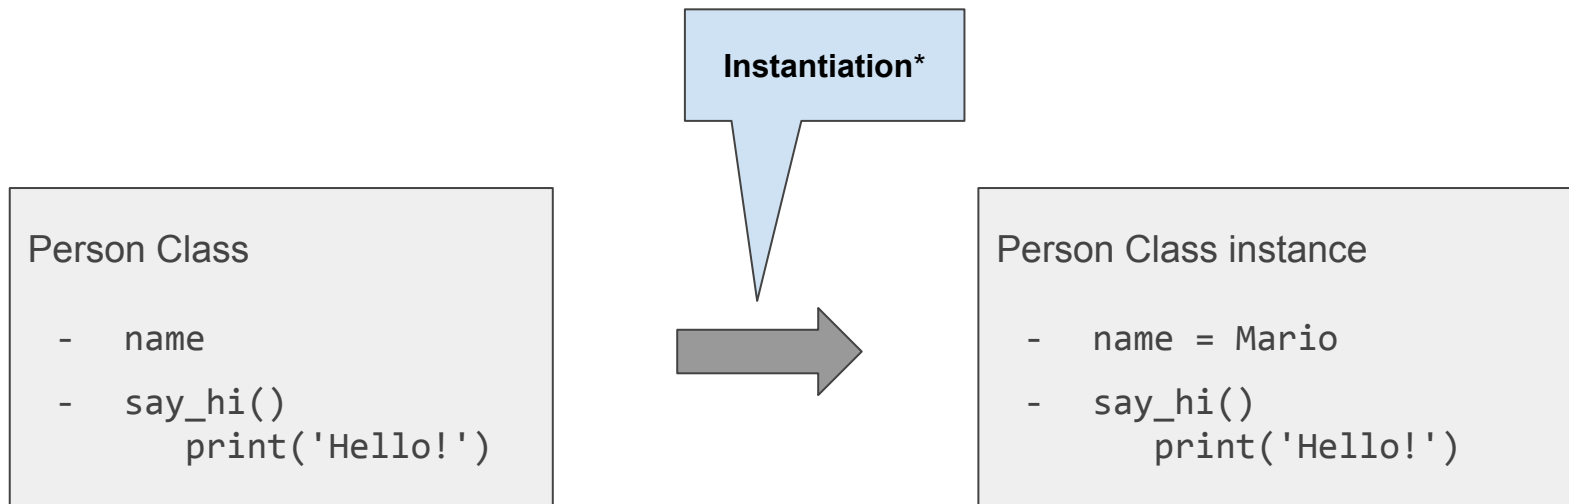 Instantiation*
Person Class
- name
- say_hi()
print('Hello!')
Person Class instance
- name = Mario
- say_hi()
print('Hello!')